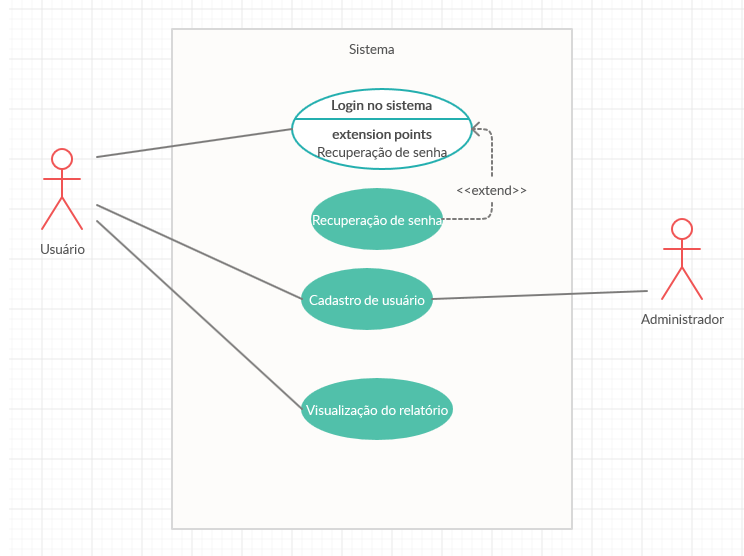 Sistema
Login no sistema
extension points
Recuperação de senha
<<extend>>
Recuperação de senha
Usuário
Cadastro de usuário
Administrador
Visualização do relatório